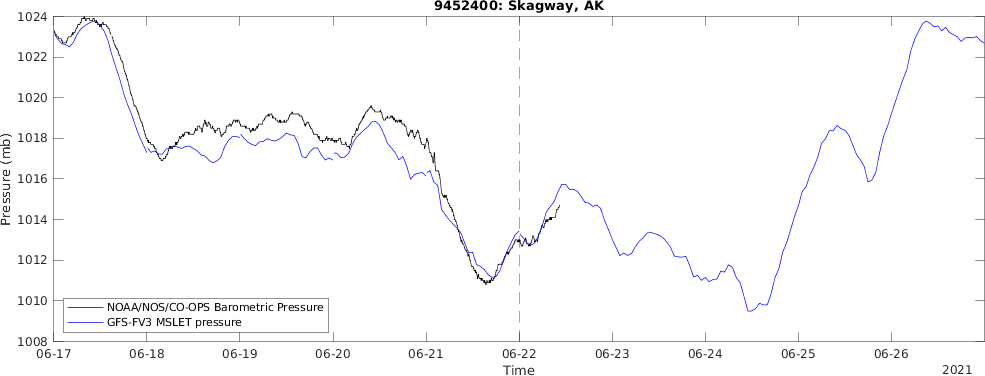 9452400: Skagway, AK
Pressure (mb)
1024
1022
1020
1018
1016
1014
1012
1010
1008
NOAA/NOS/CO-OPS Barometric Pressure
GFS-FV3 MSLET pressure
06-17 06-18 06-19 06-20 06-21 06-22 06-23 06-24 06-25 06-26
Time
2021